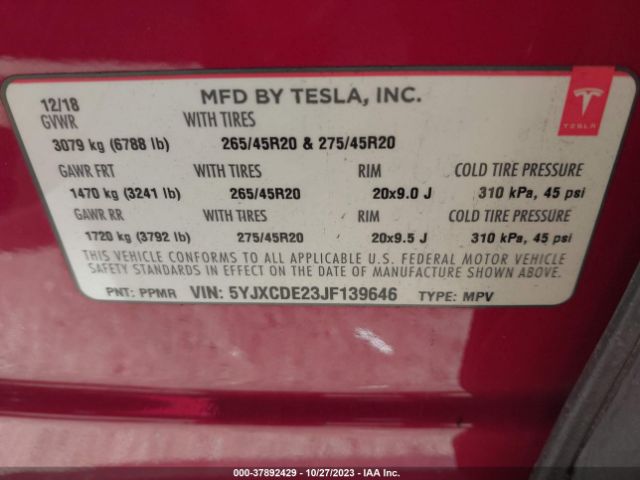 12/18 MFD BY TESLA, INC.
GVWR WITH TIRES
TESLA
3079 kg (6788 lb) 265/45R20 & 275/45R20
GAWR FRT WITH TIRES RIM COLD TIRE PRESSURE
1470 kg (3241 lb) 265/45R20 20x9.0 J 310 kPa, 45 psi
GAWR RR WITH TIRES RIM COLD TIRE PRESSURE
1720 kg (3792 lb) 275/45R20 20x9.5 J 310 kPa, 45 psi
THIS VEHICLE CONFORMS TO ALL APPLICABLE U.S. FEDERAL MOTOR VEHICLE
SAFETY STANDARDS IN EFFECT ON THE DATE OF MANUFACTURE SHOWN ABOVE.
PNT: PPMR VIN: 5YJXCDE23JF139646 TYPE: MPV
000-37892429 - 10/27/2023 - IAA Inc.